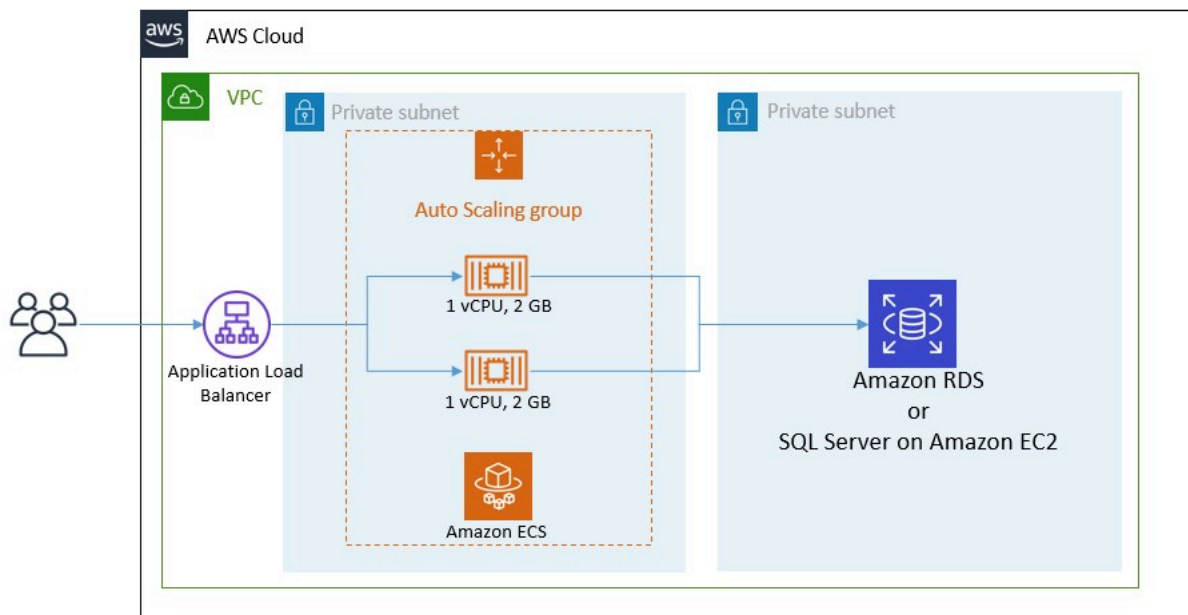 aws
AWS Cloud
VPC
Private subnet
Private subnet
Auto Scaling group
1 vCPU, 2 GB
Application Load
Balancer
1 vCPU, 2 GB
Amazon RDS
or
SQL Server on Amazon EC2
Amazon ECS